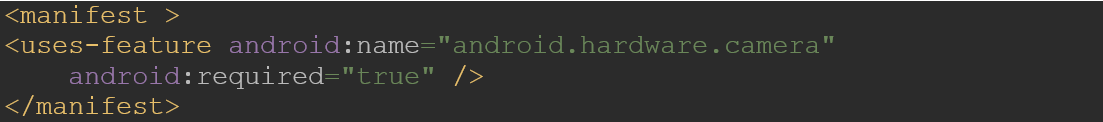 <manifest >
<uses-feature android:name="android.hardware.camera"
    android:required="true" />
</manifest>